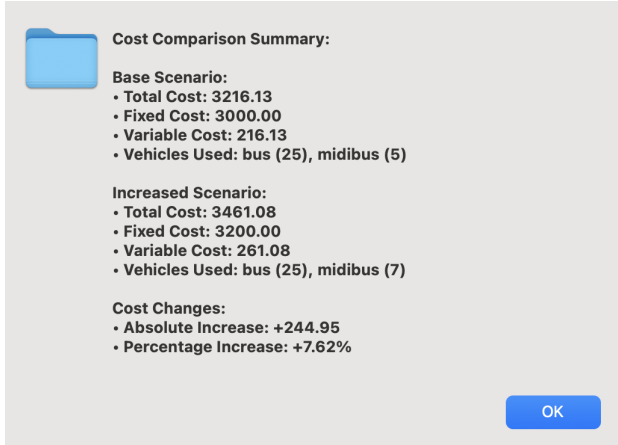 Cost Comparison Summary:
Base Scenario:
• Total Cost: 3216.13
• Fixed Cost: 3000.00
• Variable Cost: 216.13
• Vehicles Used: bus (25), midibus (5)
Increased Scenario:
• Total Cost: 3461.08
• Fixed Cost: 3200.00
• Variable Cost: 261.08
• Vehicles Used: bus (25), midibus (7)
Cost Changes:
• Absolute Increase: +244.95
• Percentage Increase: +7.62%
OK